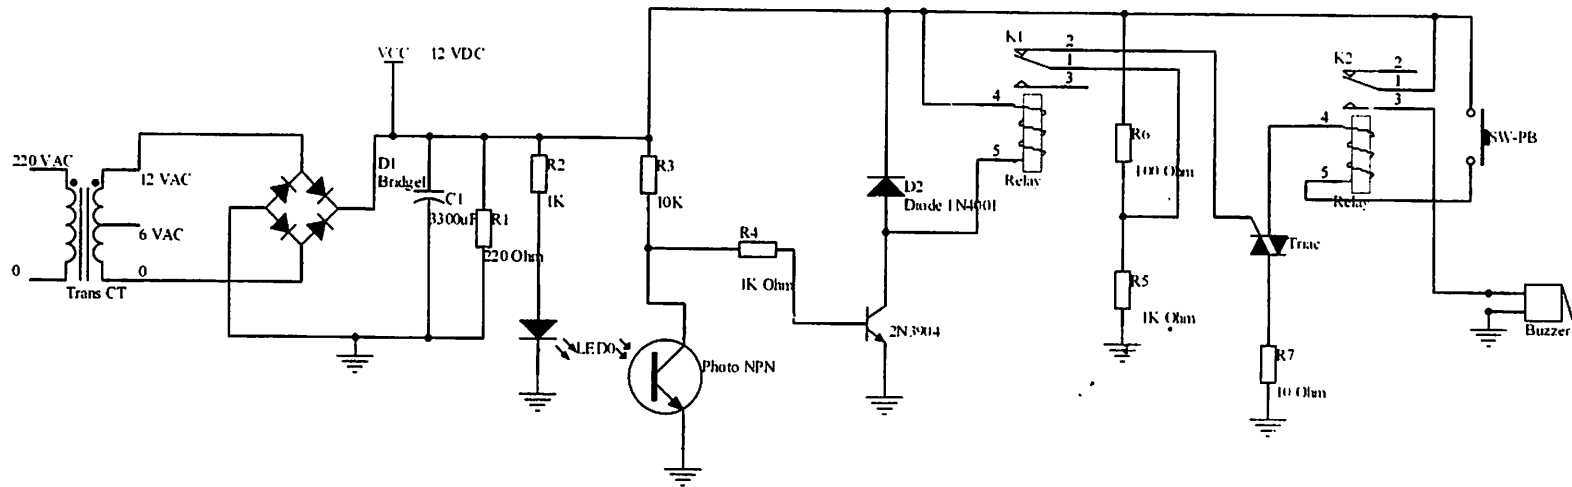 VCC 12 VDC
220 VAC
12 VAC
6 VAC
0
0
Trans CT
D1
Bridge1
C1
3300uF
R1
220 Ohm
R2
1K
LED0
R3
10K
Photo NPN
R4
1K Ohm
2N3904
D2
Diode 1N4001
K1
2
1
3
4
5
Relay
R6
100 Ohm
R5
1K Ohm
K2
2
1
3
4
5
Relay
SW-PB
Triac
R7
10 Ohm
Buzzer